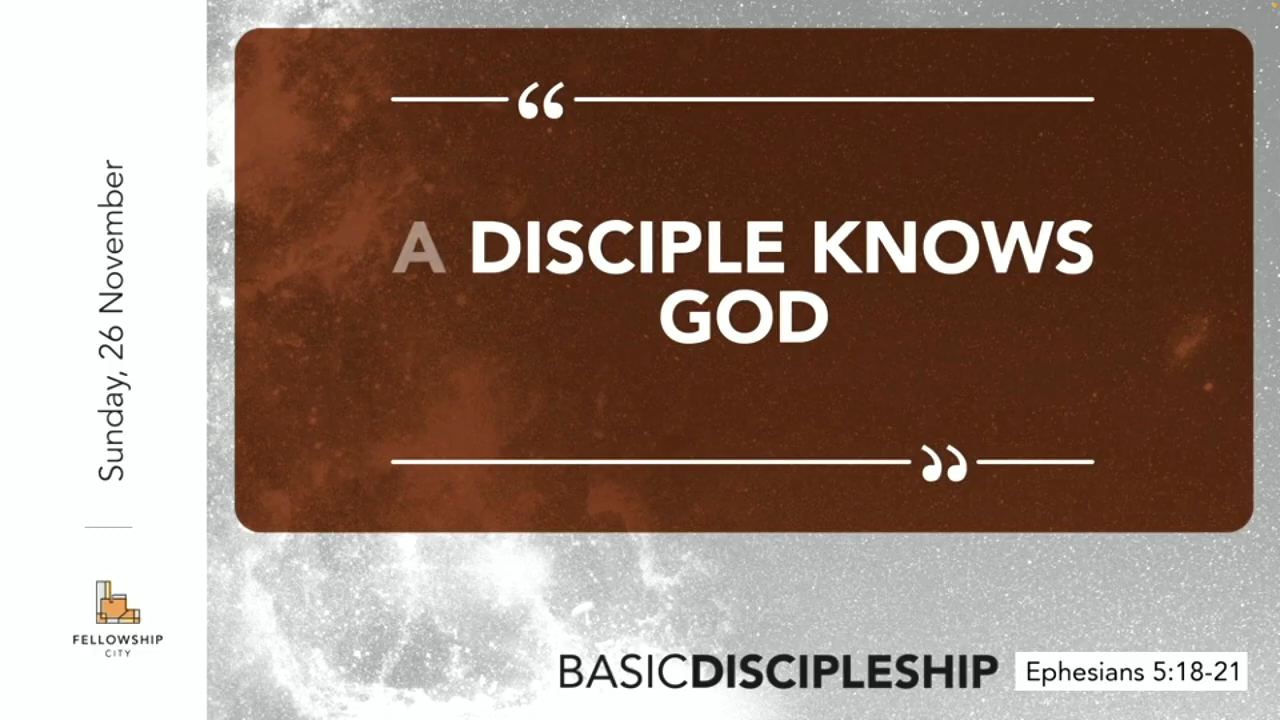 Sunday, 26 November
FELLOWSHIP
CITY
“
A DISCIPLE KNOWS
GOD
”
BASICDISCIPLESHIP
Ephesians 5:18-21